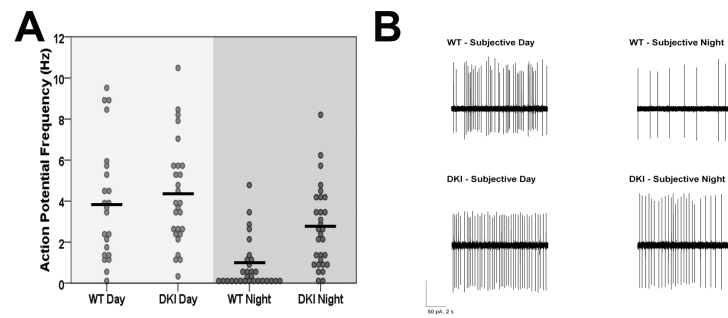 A
B
Action Potential Frequency (Hz)
12
10
8
6
4
2
0
WT Day
DKI Day
WT Night
DKI Night
WT - Subjective Day
WT - Subjective Night
DKI - Subjective Day
DKI - Subjective Night
50 pA, 2 s